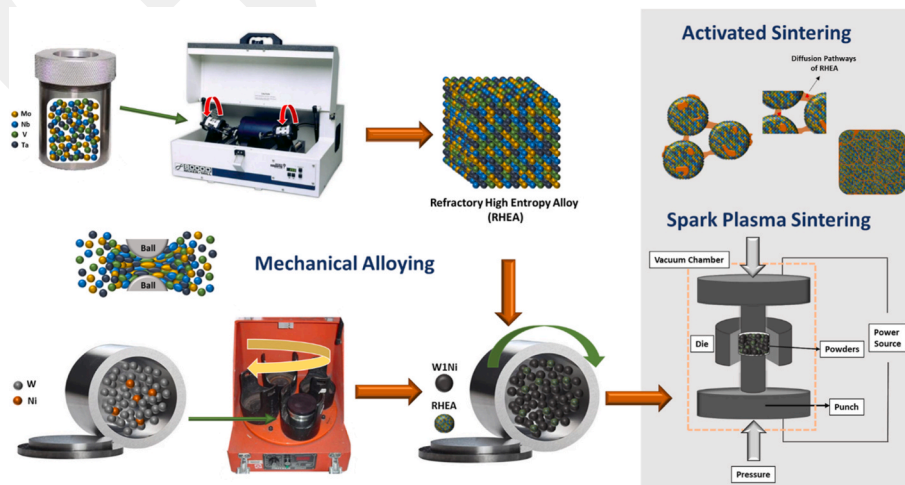 Activated Sintering
Diffusion Pathways
of RHEA
Mo
Nb
V
Ta
Refractory High Entropy Alloy
(RHEA)
Spark Plasma Sintering
Vacuum Chamber
Ball
Ball
Mechanical Alloying
Die
Powders
Power
Source
W
Ni
W1Ni
RHEA
Punch
Pressure